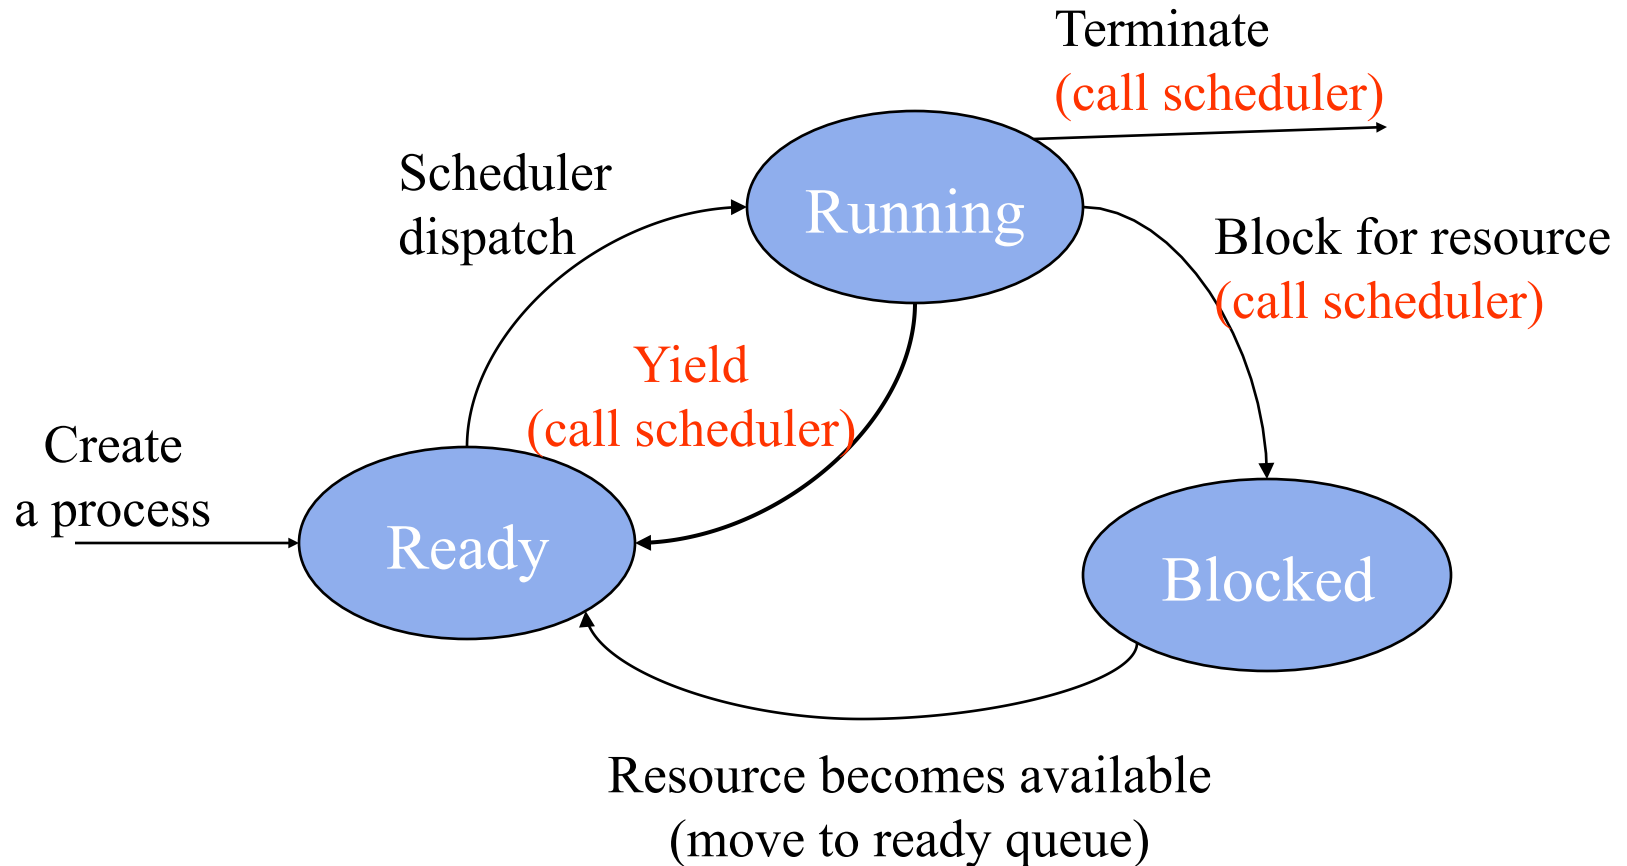 Terminate
(call scheduler)
Scheduler
dispatch
Running
Block for resource
(call scheduler)
Yield
(call scheduler)
Create
a process
Ready
Blocked
Resource becomes available
(move to ready queue)